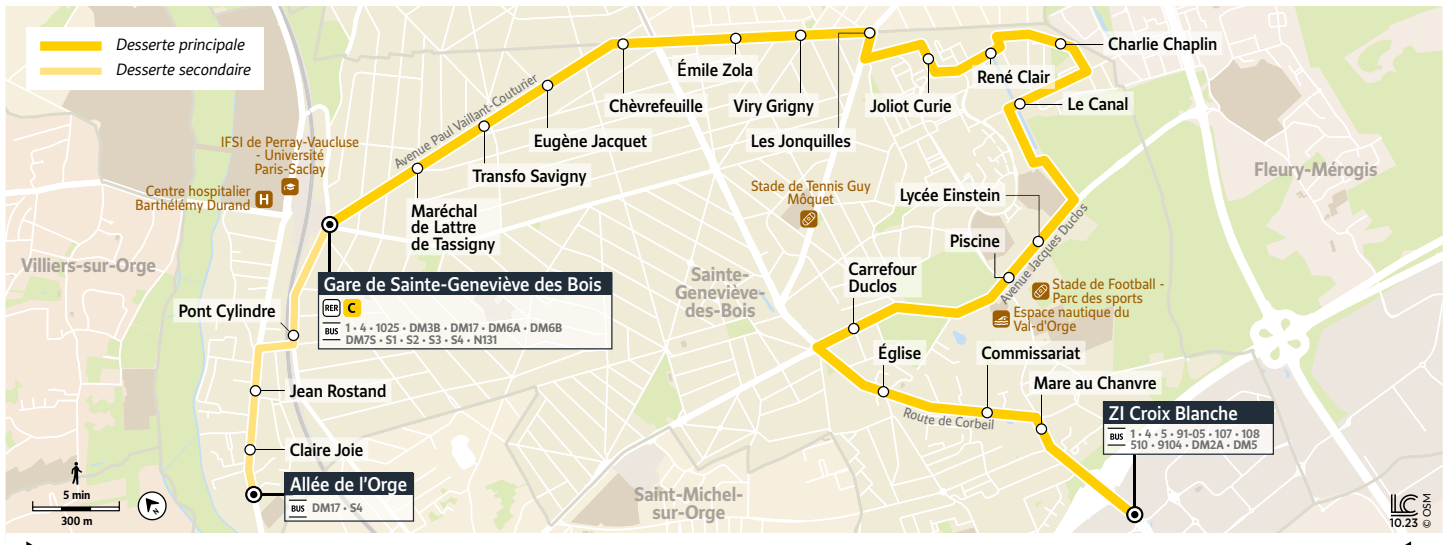 Desserte principale
Desserte secondaire
Charlie Chaplin
Émile Zola
René Clair
Chèvrefeuille
Viry Grigny
Joliot Curie
Le Canal
Avenue Paul Vaillant-Couturier
Eugène Jacquet
Les Jonquilles
IFSI de Perray-Vaucluse
- Université
Paris-Saclay
Transfo Savigny
Fleury-Mérogis
Centre hospitalier
Barthélémy Durand
H
Stade de Tennis Guy
Môquet
Lycée Einstein
Maréchal
de Lattre
de Tassigny
Avenue Jacques Duclos
Piscine
Villiers-sur-Orge
Sainte-
Geneviève-
des-Bois
Carrefour
Duclos
Gare de Sainte-Geneviève des Bois
RER C
BUS 1 • 4 • 1025 • DM3B • DM17 • DM6A • DM6B
DM7S • S1 • S2 • S3 • S4 • N131
Stade de Football -
Parc des sports
Espace nautique du
Val-d'Orge
Pont Cylindre
Église
Commissariat
Jean Rostand
Mare au Chanvre
Route de Corbeil
ZI Croix Blanche
BUS 1 • 4 • 5 • 91-05 • 107 • 108
510 • 9104 • DM2A • DM5
Claire Joie
Allée de l'Orge
BUS DM17 • S4
Saint-Michel-
sur-Orge
5 min
300 m
N
LC
10.23
© OSM